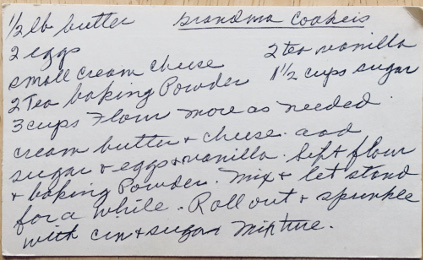 1/2 lb butter Grandma Cookeis
2 eggs 2 tea vanilla
small cream cheese
2 Tea baking Powder 1 1/2 cups sugar
3 cups Flour more as needed
cream butter + cheese. add
sugar + eggs + vanilla. Sift flour
+ baking Powder. Mix + let stand
for a while. Roll out + sprinkle
with cin + sugar mixture.